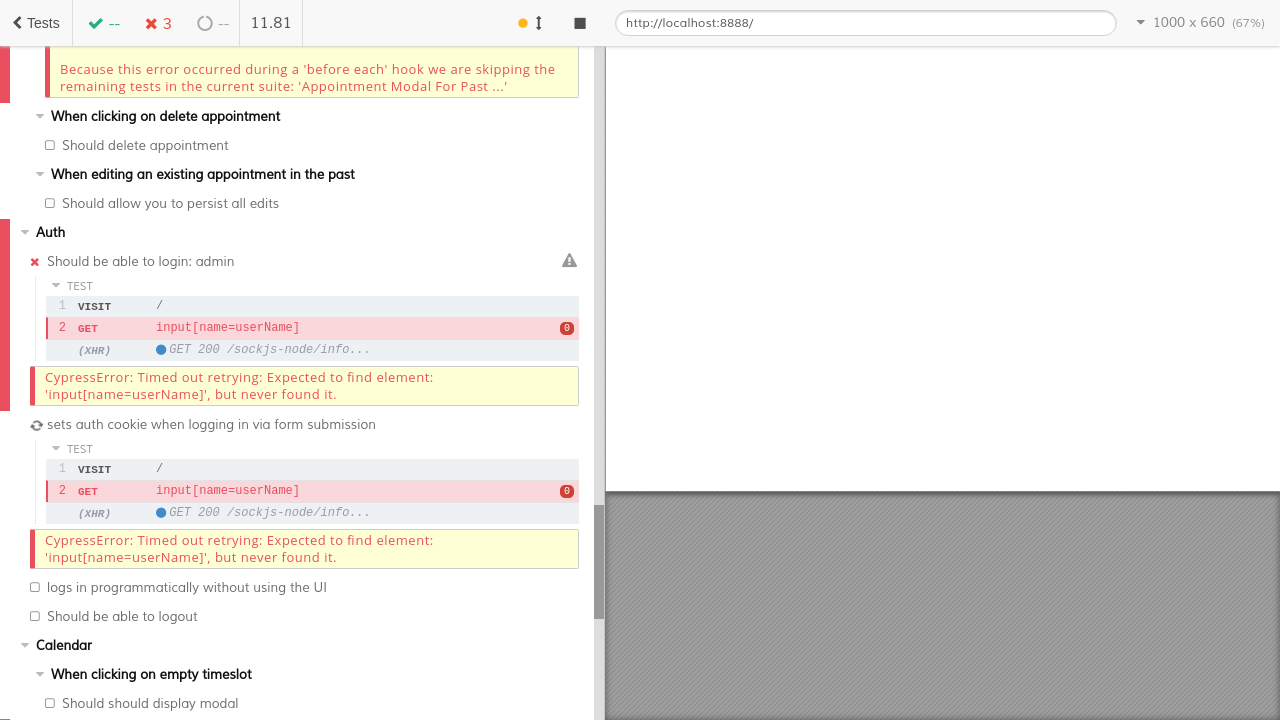 Tests -- 3 -- 11.81 http://localhost:8888/ 1000 x 660 (67%)
Because this error occurred during a 'before each' hook we are skipping the
remaining tests in the current suite: 'Appointment Modal For Past ...'
When clicking on delete appointment
Should delete appointment
When editing an existing appointment in the past
Should allow you to persist all edits
Auth
Should be able to login: admin
TEST
1 VISIT /
2 GET input[name=userName] 0
(XHR) GET 200 /sockjs-node/info...
CypressError: Timed out retrying: Expected to find element:
'input[name=userName]', but never found it.
sets auth cookie when logging in via form submission
TEST
1 VISIT /
2 GET input[name=userName] 0
(XHR) GET 200 /sockjs-node/info...
CypressError: Timed out retrying: Expected to find element:
'input[name=userName]', but never found it.
logs in programmatically without using the UI
Should be able to logout
Calendar
When clicking on empty timeslot
Should should display modal